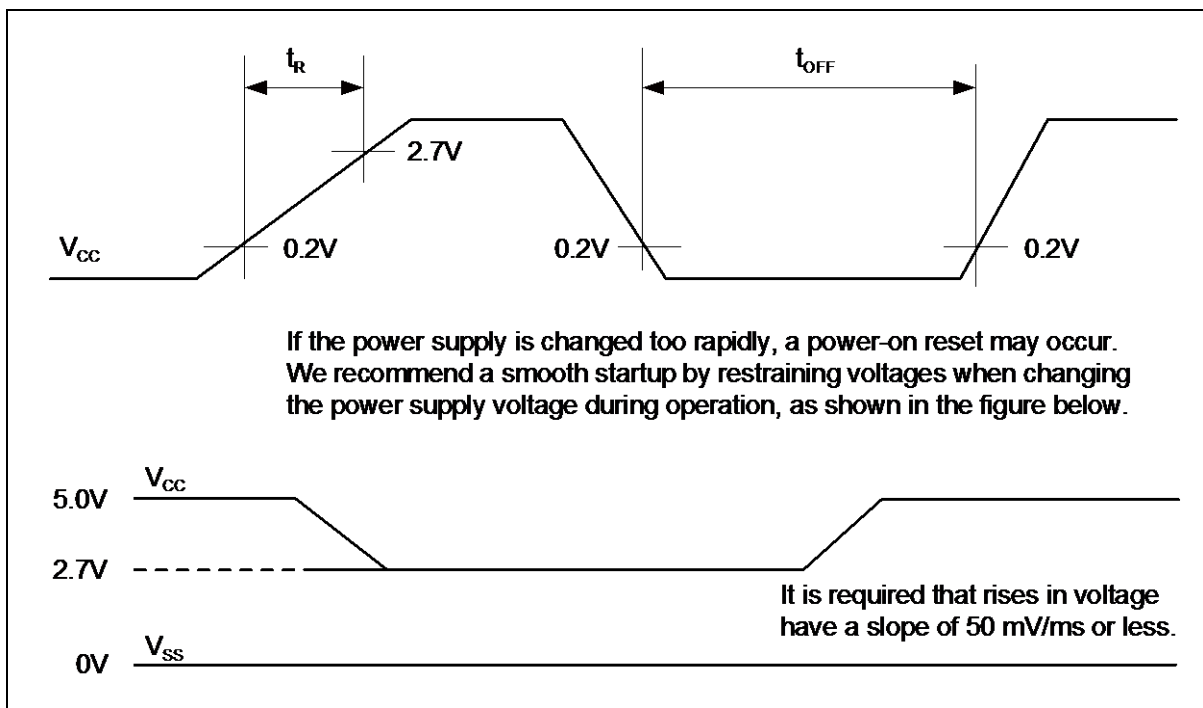 tR
tOFF
2.7V
VCC
0.2V
0.2V
0.2V
If the power supply is changed too rapidly, a power-on reset may occur.
We recommend a smooth startup by restraining voltages when changing
the power supply voltage during operation, as shown in the figure below.
VCC
5.0V
2.7V
It is required that rises in voltage
have a slope of 50 mV/ms or less.
VSS
0V